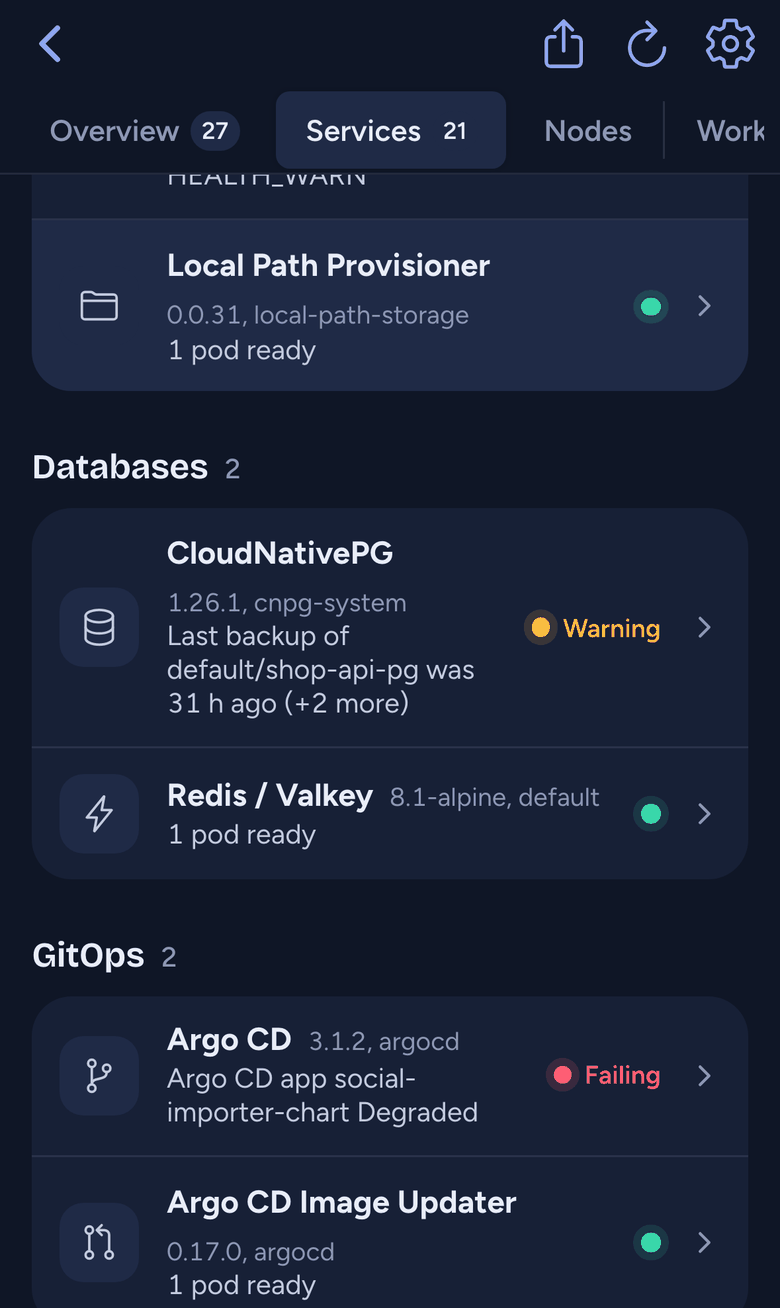 Overview 27 Services 21 Nodes Work
HEALTH_WARN
Local Path Provisioner
0.0.31, local-path-storage
1 pod ready
Databases 2
CloudNativePG
1.26.1, cnpg-system
Last backup of
default/shop-api-pg was
31 h ago (+2 more)
Warning
Redis / Valkey 8.1-alpine, default
1 pod ready
GitOps 2
Argo CD 3.1.2, argocd
Argo CD app social-
importer-chart Degraded
Failing
Argo CD Image Updater
0.17.0, argocd
1 pod ready